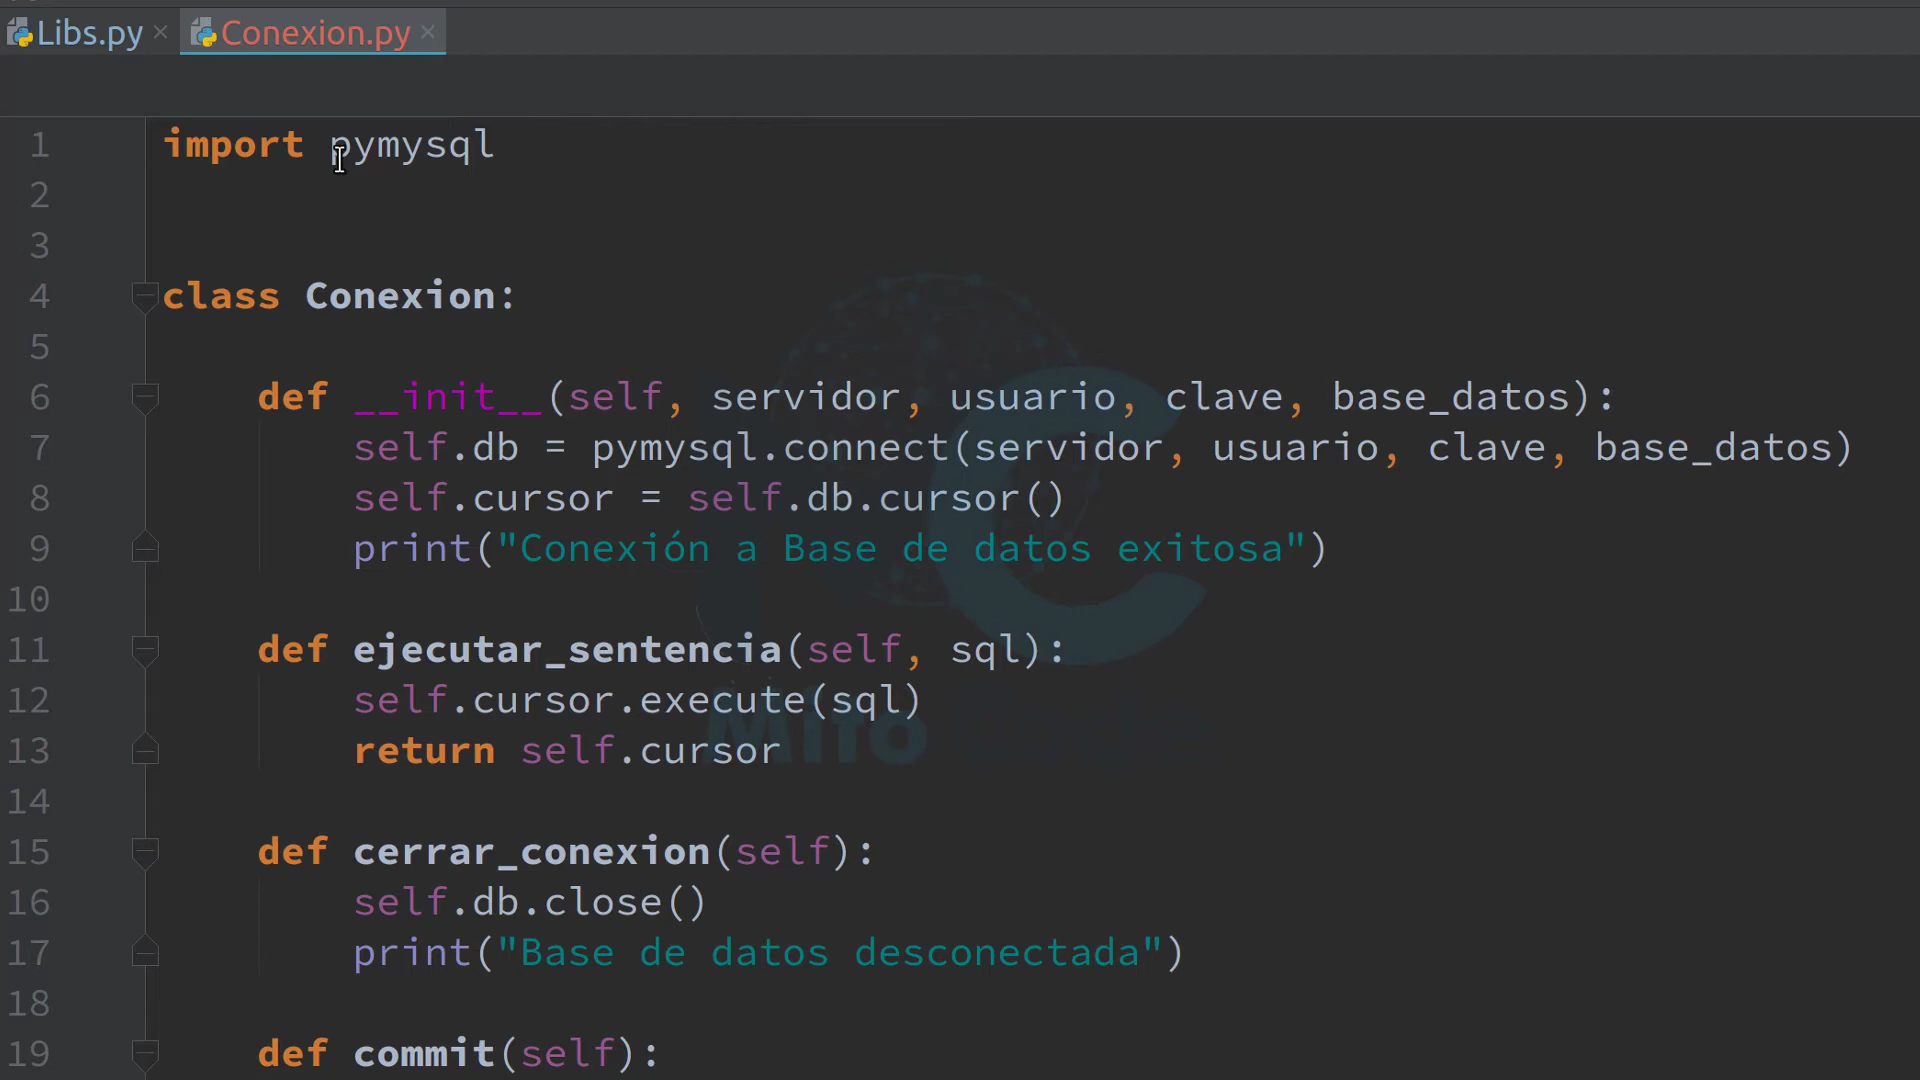 Libs.py
Conexion.py
1 import pymysql
2
3
4 class Conexion:
5
6 def __init__(self, servidor, usuario, clave, base_datos):
7 self.db = pymysql.connect(servidor, usuario, clave, base_datos)
8 self.cursor = self.db.cursor()
9 print("Conexión a Base de datos exitosa")
10
11 def ejecutar_sentencia(self, sql):
12 self.cursor.execute(sql)
13 return self.cursor
14
15 def cerrar_conexion(self):
16 self.db.close()
17 print("Base de datos desconectada")
18
19 def commit(self):
Mito